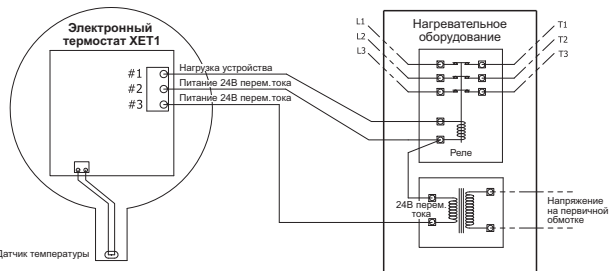 Электронный
термостат XET1
#1
#2
#3
Нагрузка устройства
Питание 24В перем.тока
Питание 24В перем.тока
Датчик температуры
L1
L2
L3
Нагревательное
оборудование
T1
T2
T3
Реле
24В перем.
тока
Напряжение
на первичной
обмотке